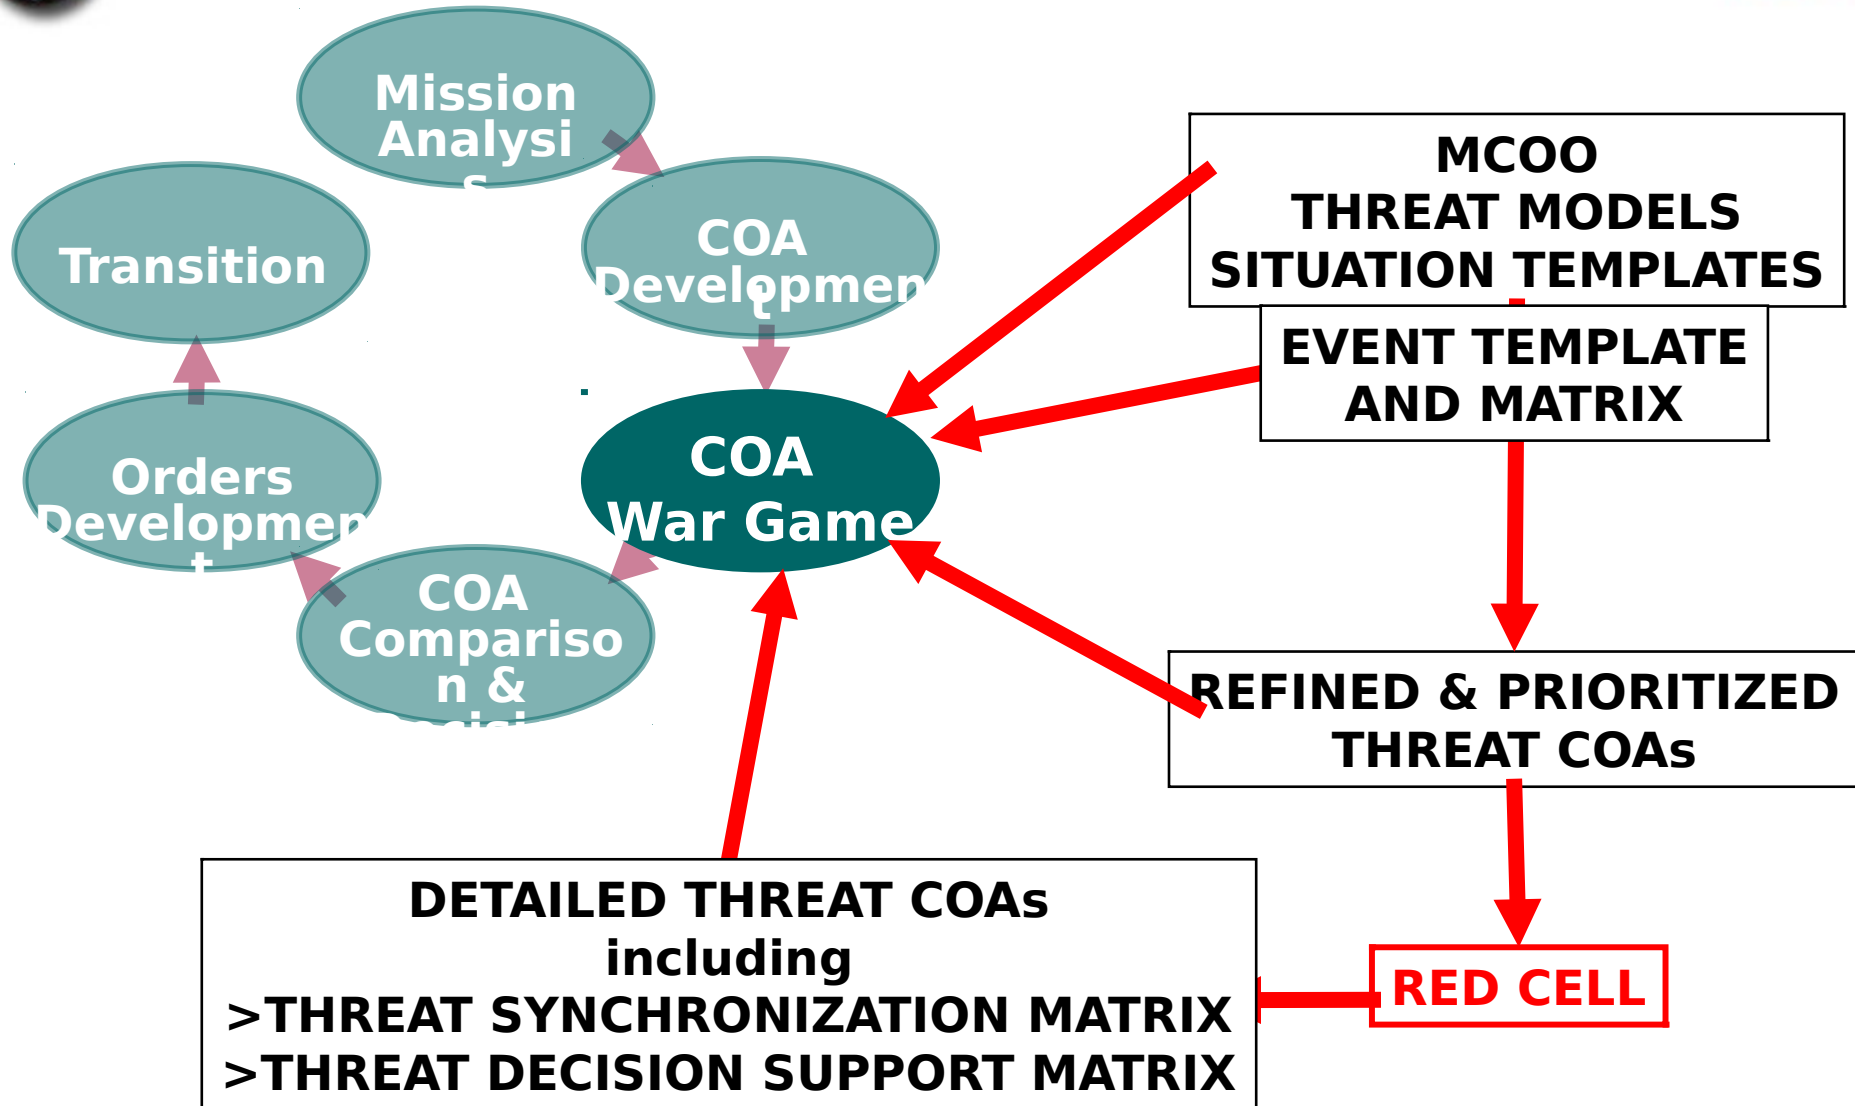 Mission
Analysi
s
Transition
COA
Developmen
t
Orders
Developmen
t
COA
War Game
COA
Compariso
n &
MCOO
THREAT MODELS
SITUATION TEMPLATES
EVENT TEMPLATE
AND MATRIX
REFINED & PRIORITIZED
THREAT COAs
RED CELL
DETAILED THREAT COAs
including
>THREAT SYNCHRONIZATION MATRIX
>THREAT DECISION SUPPORT MATRIX